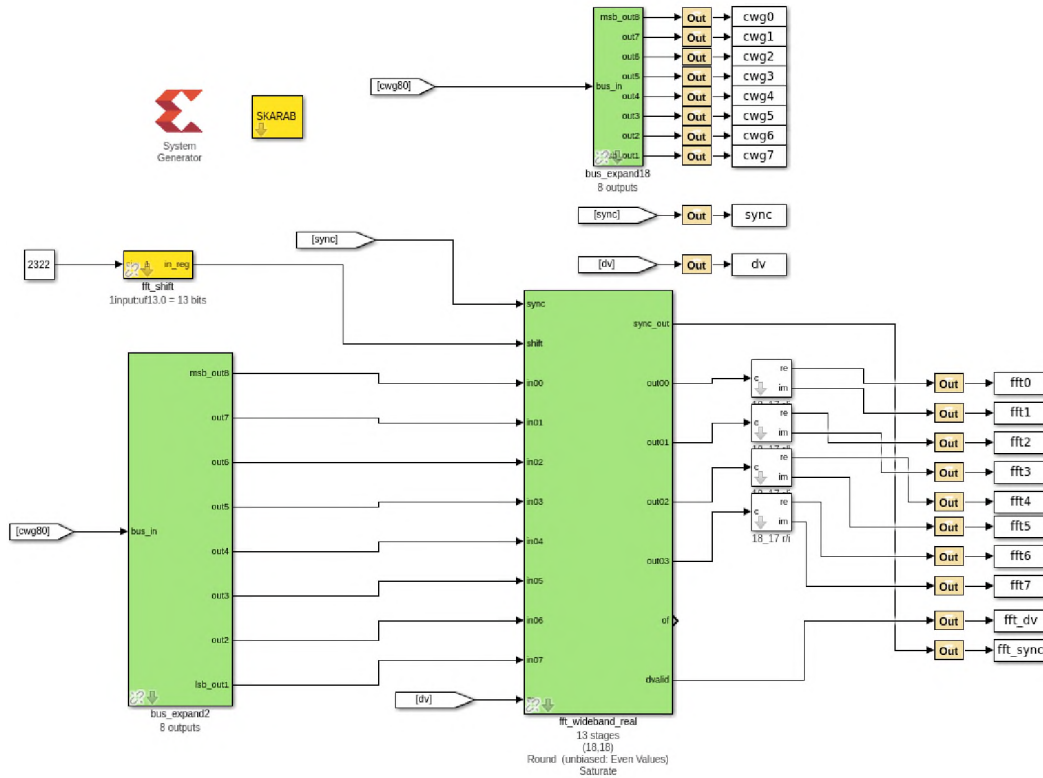 msb_out8
out7
out6
out5
out4
out3
out2
out1
bus_in
bus_expand18
8 outputs
[cwg80]
Out
Out
Out
Out
Out
Out
Out
Out
cwg0
cwg1
cwg2
cwg3
cwg4
cwg5
cwg6
cwg7
System
Generator
SKARAB
[sync]
Out
sync
[dv]
Out
dv
[sync]
2322
in_reg
fft_shift
1input:uf13.0 = 13 bits
[cwg80]
bus_in
msb_out8
out7
out6
out5
out4
out3
out2
lsb_out1
bus_expand2
8 outputs
[dv]
sync
shift
in00
in01
in02
in03
in04
in05
in06
in07
sync_out
out00
out01
out02
out03
of
dvalid
fft_wideband_real
13 stages
(18,18)
Round (unbiased: Even Values)
Saturate
c
re
im
c
re
im
c
re
im
c
re
im
18_17 r/i
Out
Out
Out
Out
Out
Out
Out
Out
Out
Out
fft0
fft1
fft2
fft3
fft4
fft5
fft6
fft7
fft_dv
fft_sync